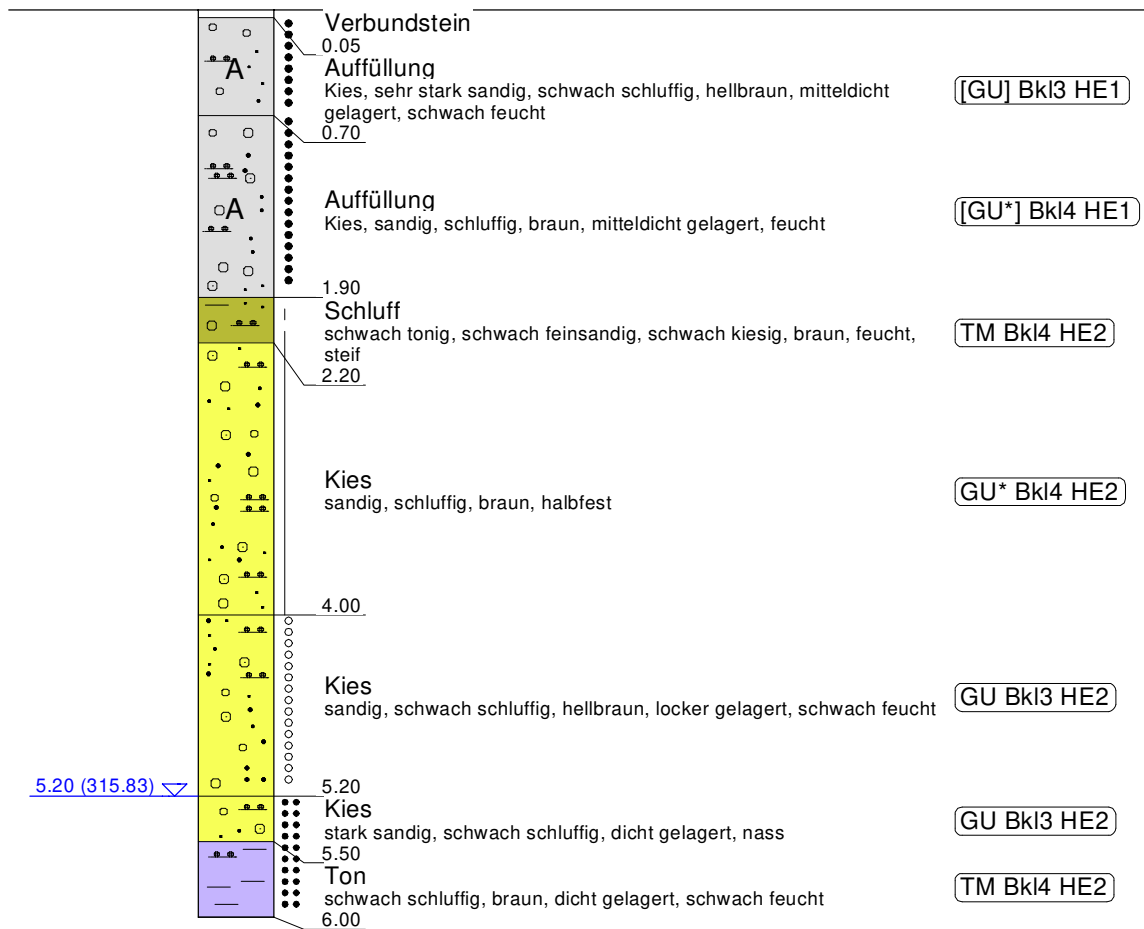 Verbundstein
0.05
A
Auffüllung
Kies, sehr stark sandig, schwach schluffig, hellbraun, mitteldicht
gelagert, schwach feucht
[GU] Bkl3 HE1
0.70
A
Auffüllung
Kies, sandig, schluffig, braun, mitteldicht gelagert, feucht
[GU*] Bkl4 HE1
1.90
Schluff
schwach tonig, schwach feinsandig, schwach kiesig, braun, feucht,
steif
TM Bkl4 HE2
2.20
Kies
sandig, schluffig, braun, halbfest
GU* Bkl4 HE2
4.00
Kies
sandig, schwach schluffig, hellbraun, locker gelagert, schwach feucht
GU Bkl3 HE2
5.20 (315.83)
5.20
Kies
stark sandig, schwach schluffig, dicht gelagert, nass
GU Bkl3 HE2
5.50
Ton
schwach schluffig, braun, dicht gelagert, schwach feucht
TM Bkl4 HE2
6.00